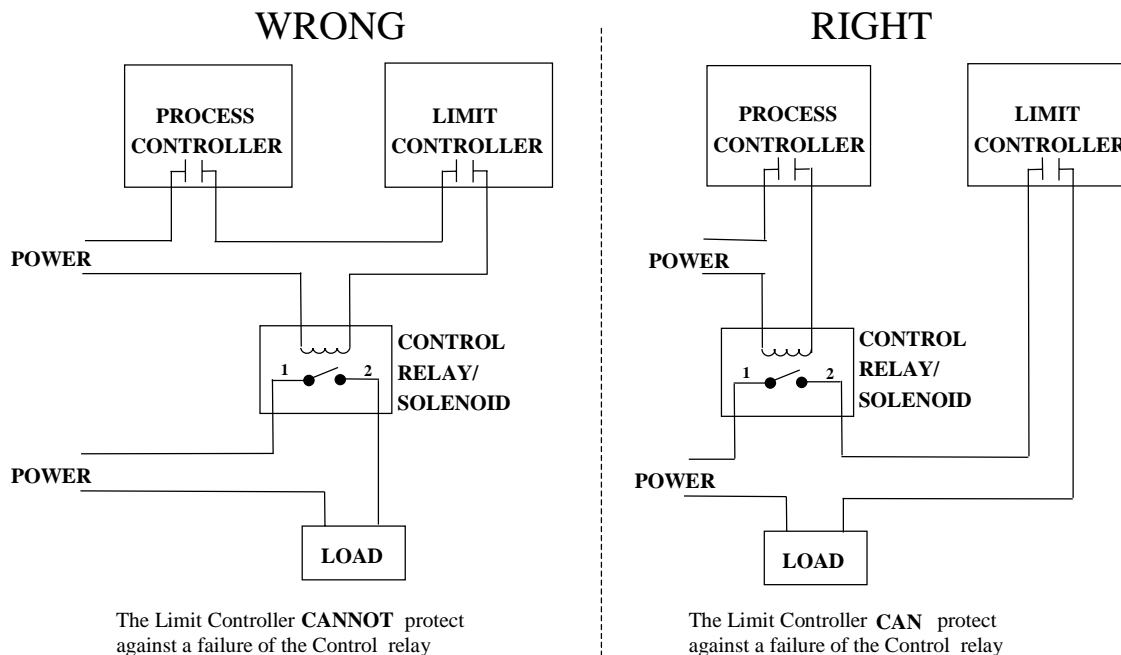 WRONG
PROCESS
CONTROLLER
LIMIT
CONTROLLER
POWER
CONTROL
RELAY/
SOLENOID
1
2
POWER
LOAD
The Limit Controller CANNOT protect
against a failure of the Control relay
RIGHT
PROCESS
CONTROLLER
LIMIT
CONTROLLER
POWER
CONTROL
RELAY/
SOLENOID
1
2
POWER
LOAD
The Limit Controller CAN protect
against a failure of the Control relay